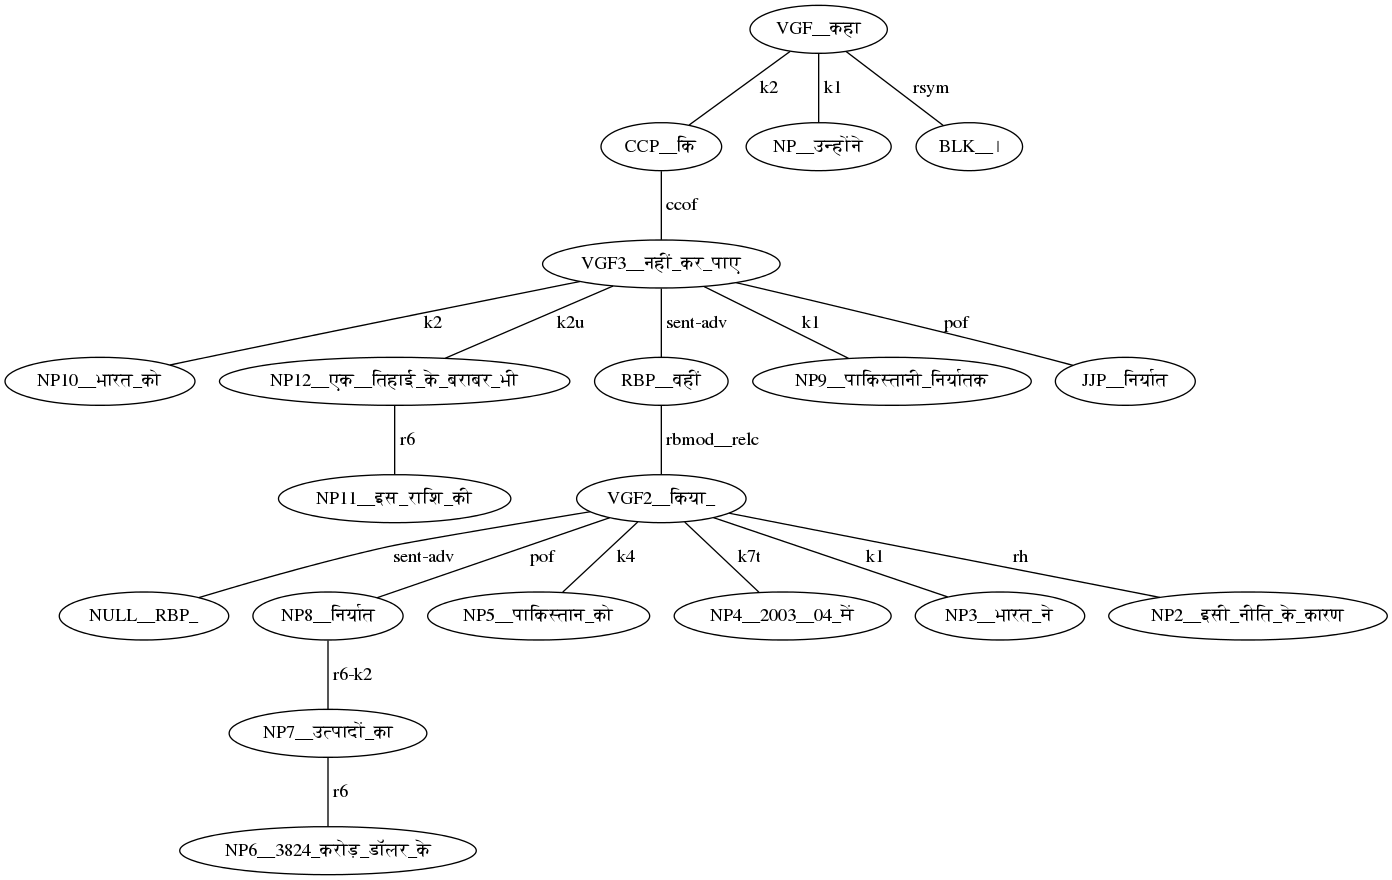 VGF__कहा
k2 k1 rsym
CCP__कि NP__उन्होंने BLK__।
ccof
VGF3__नहीं_कर_पाए
k2 k2u sent-adv k1 pof
NP10__भारत_को NP12__एक__तिहाई_के_बराबर_भी RBP__वहीं NP9__पाकिस्तानी_निर्यातक JJP__निर्यात
r6 rbmod__relc
NP11__इस_राशि_की VGF2__किया_
sent-adv pof k4 k7t k1 rh
NULL__RBP_ NP8__निर्यात NP5__पाकिस्तान_को NP4__2003__04_में NP3__भारत_ने NP2__इसी_नीति_के_कारण
r6-k2
NP7__उत्पादों_का
r6
NP6__3824_करोड़_डॉलर_के